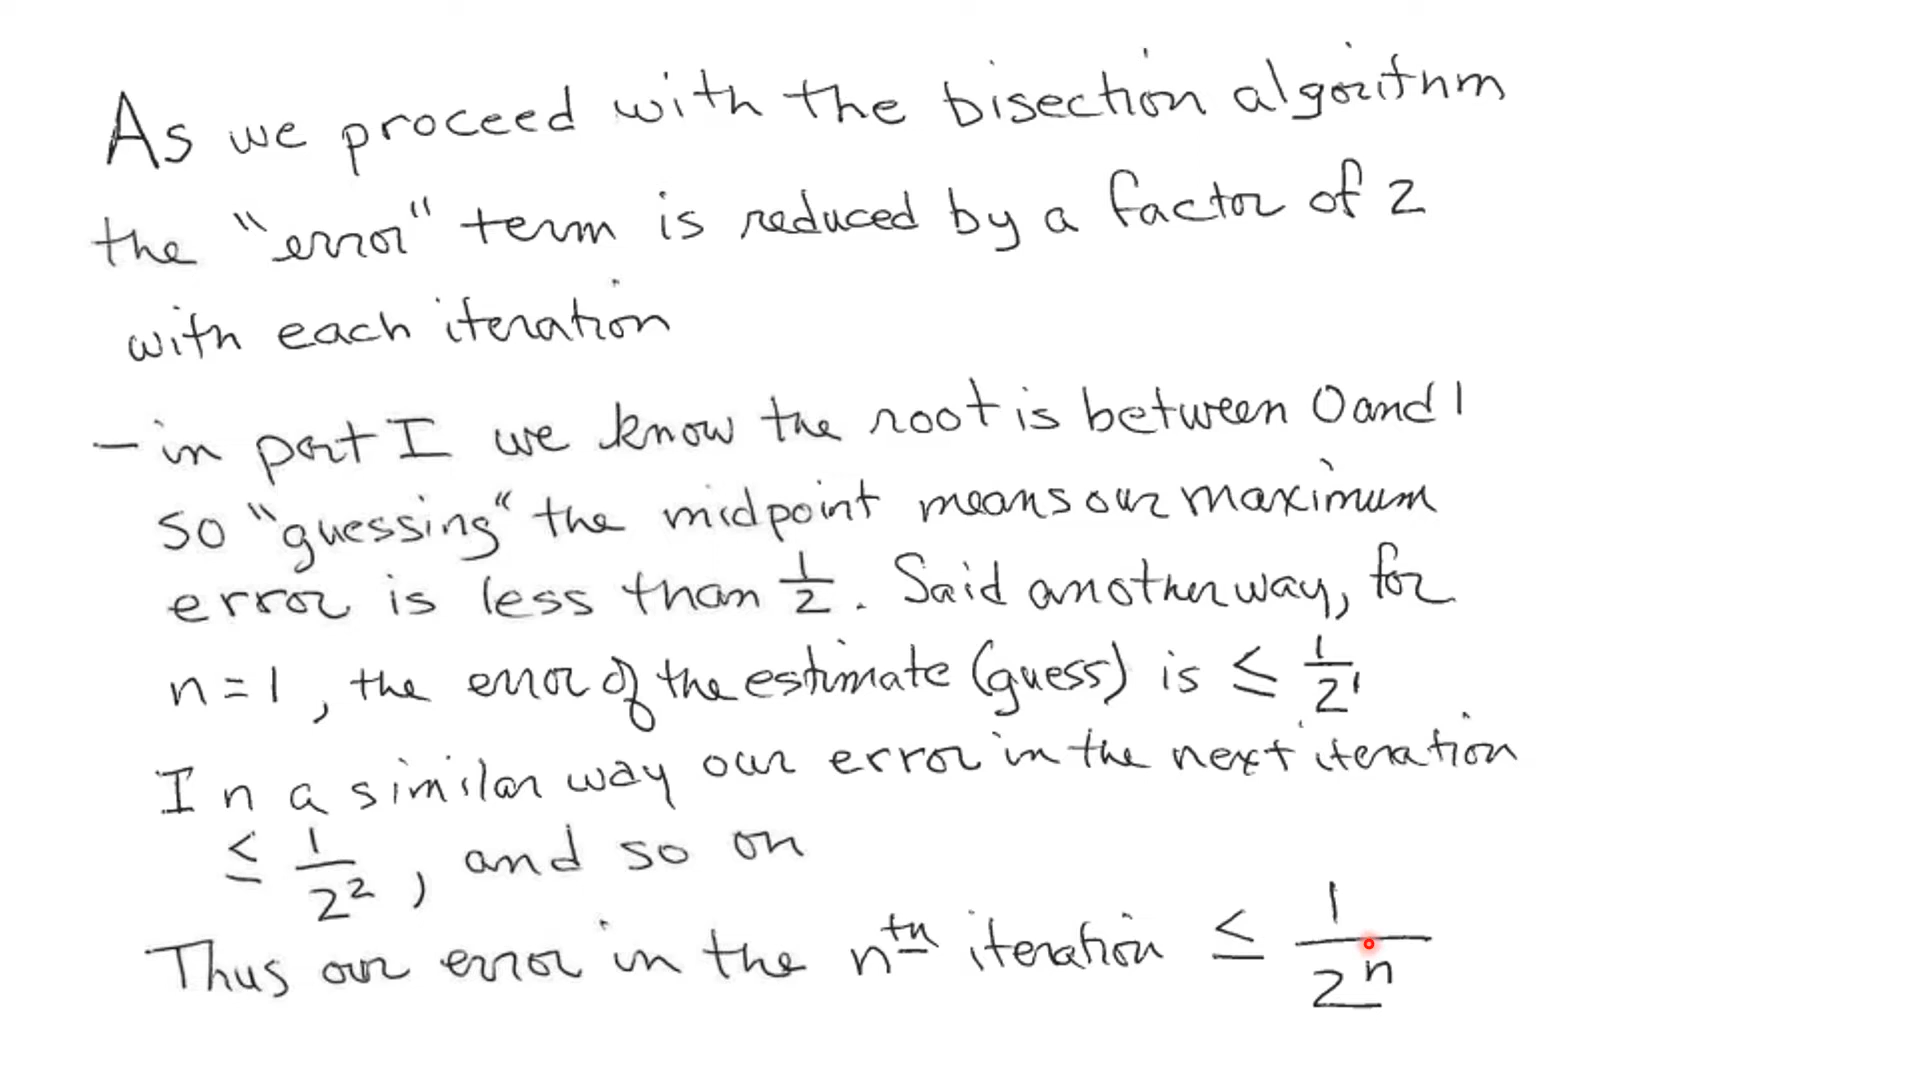 As we proceed with the bisection algorithm
the "error" term is reduced by a factor of 2
with each iteration
- in part I we know the root is between 0 and 1
so "guessing" the midpoint means our maximum
error is less than 1/2. Said another way, for
n = 1, the error of the estimate (guess) is ≤ 1/2¹
In a similar way our error in the next iteration
≤ 1/2², and so on
Thus our error in the nth iteration ≤ 1/2ⁿ